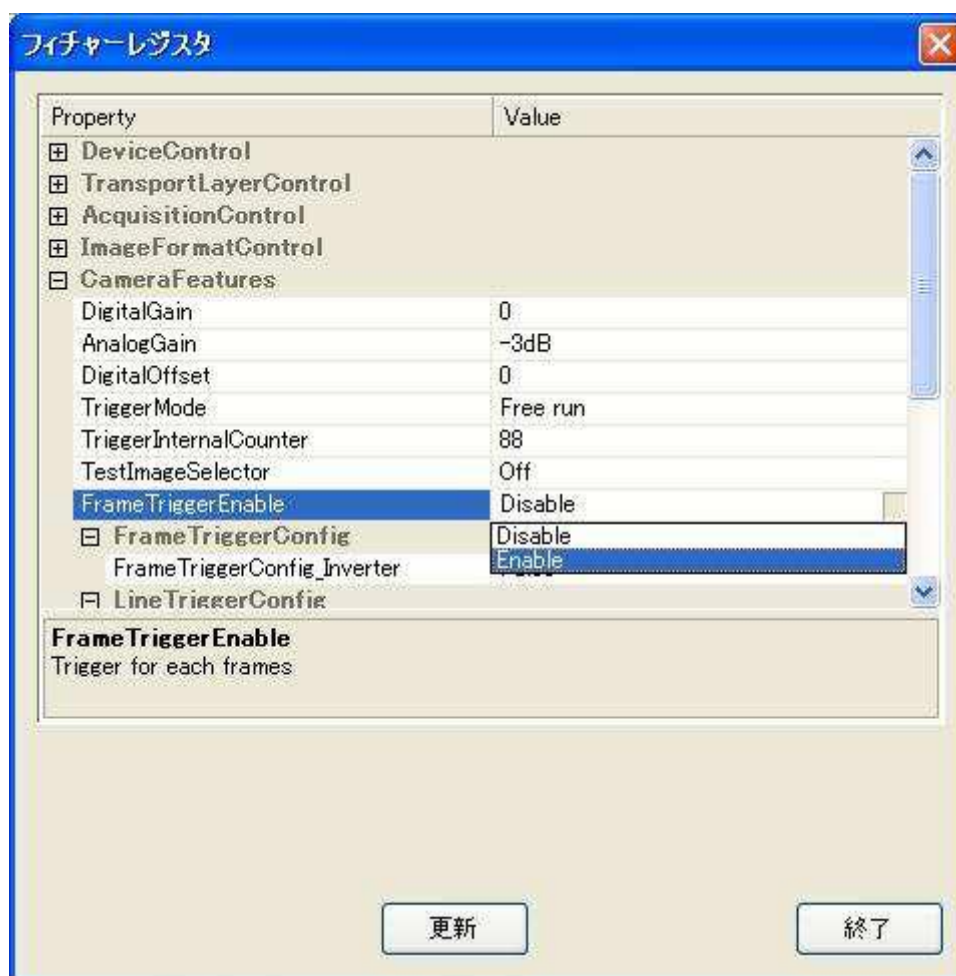 フィチャーレジスタ
Property Value
DeviceControl
TransportLayerControl
AcquisitionControl
ImageFormatControl
CameraFeatures
DigitalGain 0
AnalogGain -3dB
DigitalOffset 0
TriggerMode Free run
TriggerInternalCounter 88
TestImageSelector Off
FrameTriggerEnable Disable
FrameTriggerConfig Disable
Enable
FrameTriggerConfig_Inverter
LineTriggerConfig
FrameTriggerEnable
Trigger for each frames
更新 終了